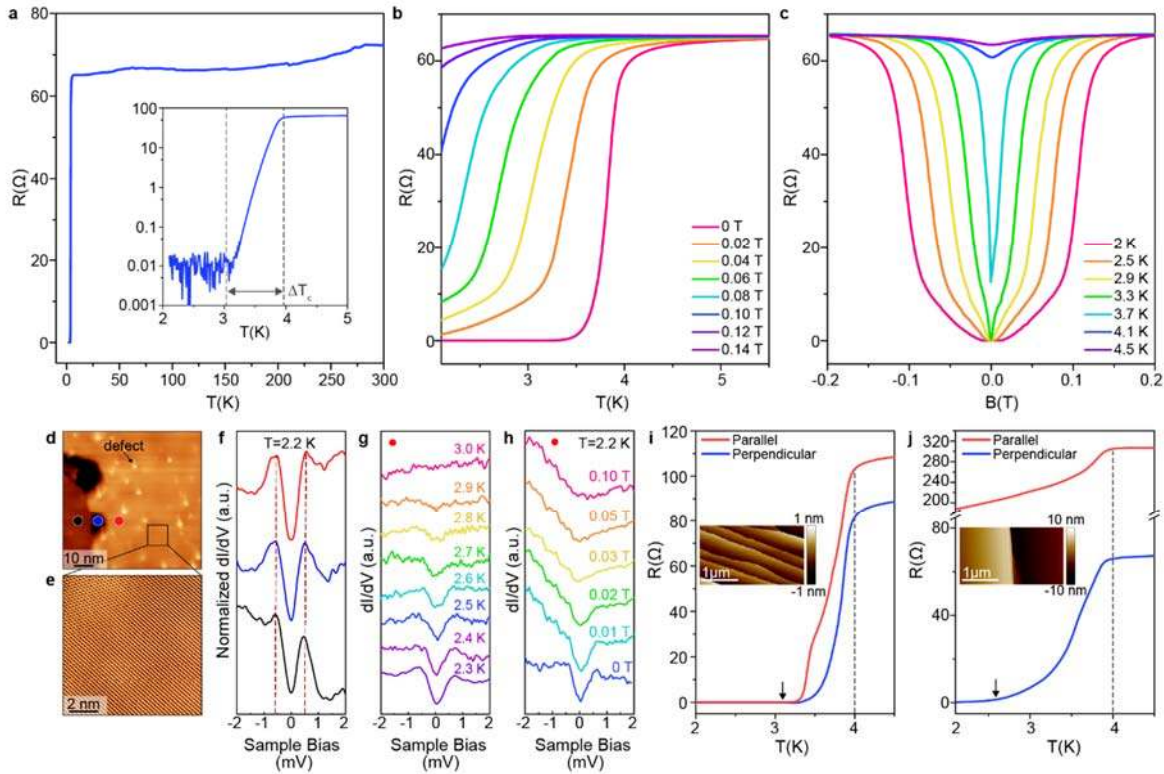 a
R(Ω)
80
60
40
20
0
0 50 100 150 200 250 300
T(K)
100
10
1
0.1
0.01
0.001
R(Ω)
ΔTc
2 3 4 5
T(K)
b
R(Ω)
60
40
20
0
0 T
0.02 T
0.04 T
0.06 T
0.08 T
0.10 T
0.12 T
0.14 T
3 4 5
T(K)
c
R(Ω)
60
40
20
0
2 K
2.5 K
2.9 K
3.3 K
3.7 K
4.1 K
4.5 K
-0.2 -0.1 0.0 0.1 0.2
B(T)
d
defect
10 nm
e
2 nm
f
T=2.2 K
Normalized dI/dV (a.u.)
-2 -1 0 1 2
Sample Bias
(mV)
g
dI/dV (a.u.)
3.0 K
2.9 K
2.8 K
2.7 K
2.6 K
2.5 K
2.4 K
2.3 K
-2 -1 0 1 2
Sample Bias
(mV)
h
T=2.2 K
dI/dV (a.u.)
0.10 T
0.05 T
0.03 T
0.02 T
0.01 T
0 T
-2 -1 0 1 2
Sample Bias
(mV)
i
R(Ω)
120
100
80
60
40
20
0
Parallel
Perpendicular
1 nm
1μm
-1 nm
2 3 4
T(K)
j
R(Ω)
320
280
240
200
80
40
0
Parallel
Perpendicular
10 nm
1μm
-10 nm
2 3 4
T(K)